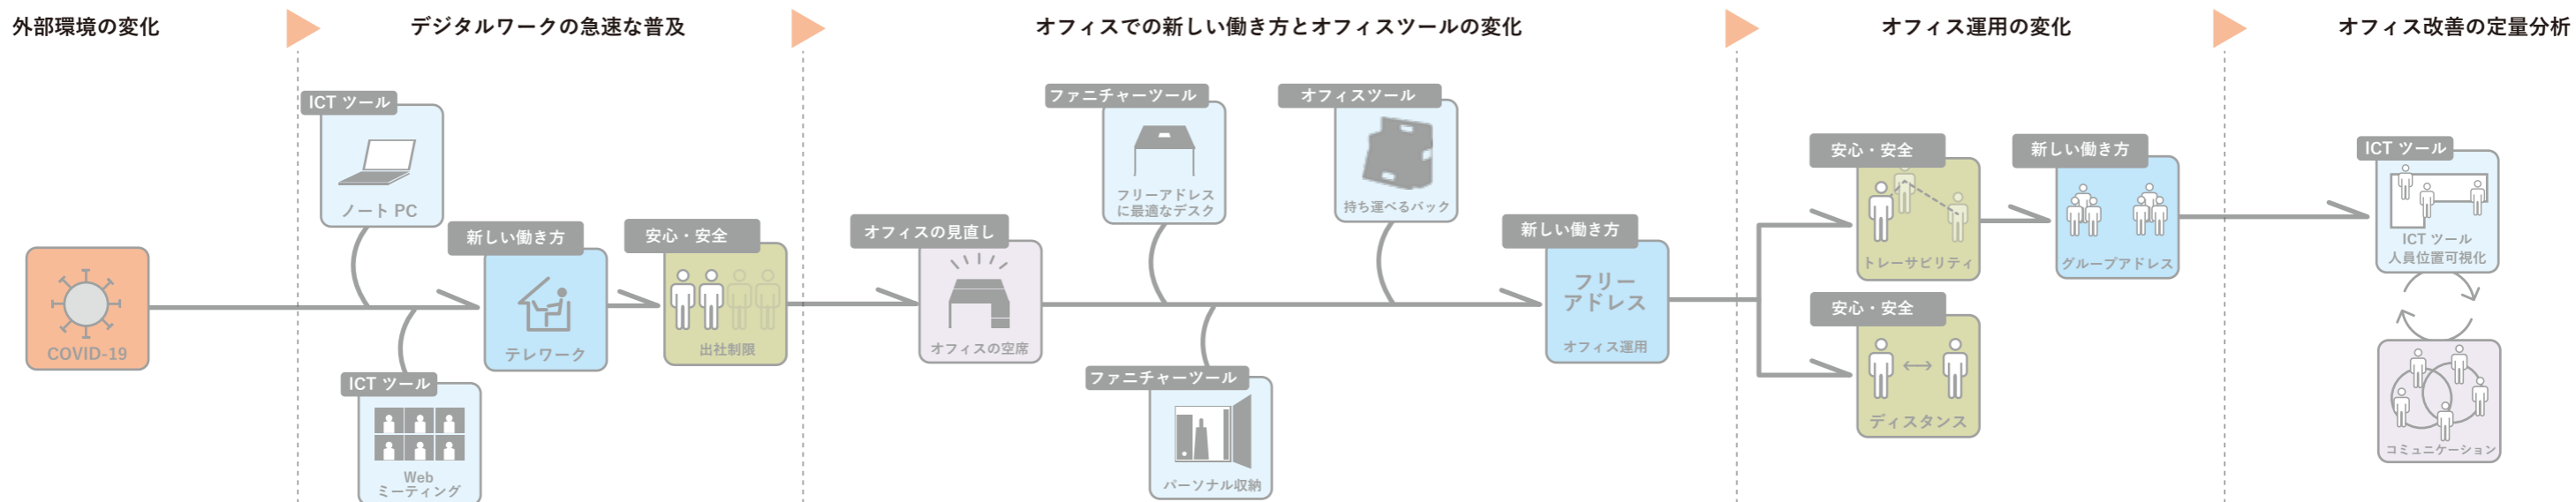 外部環境の変化
デジタルワークの急速な普及
オフィスでの新しい働き方とオフィスツールの変化
オフィス運用の変化
オフィス改善の定量分析
COVID-19
ICT ツール
ノート PC
ICT ツール
Web
ミーティング
新しい働き方
テレワーク
安心・安全
出社制限
オフィスの見直し
オフィスの空席
ファニチャーツール
フリーアドレス
に最適なデスク
ファニチャーツール
パーソナル収納
オフィスツール
持ち運べるバック
新しい働き方
フリー
アドレス
オフィス運用
安心・安全
トレーサビリティ
安心・安全
ディスタンス
新しい働き方
グループアドレス
ICT ツール
ICT ツール
人員位置可視化
コミュニケーション